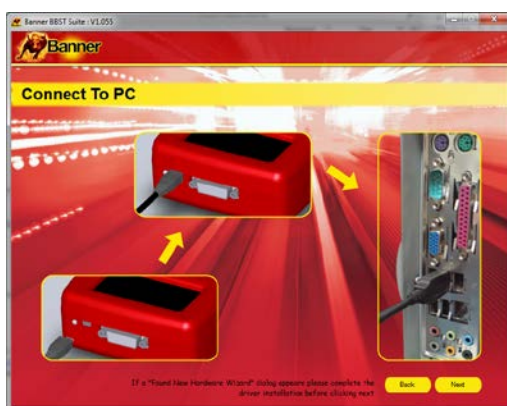 Banner BBST Suite : V1.055
Banner
Connect To PC
If a "Found New Hardware Wizard" dialog appears please complete the
driver installation before clicking next
Back
Next